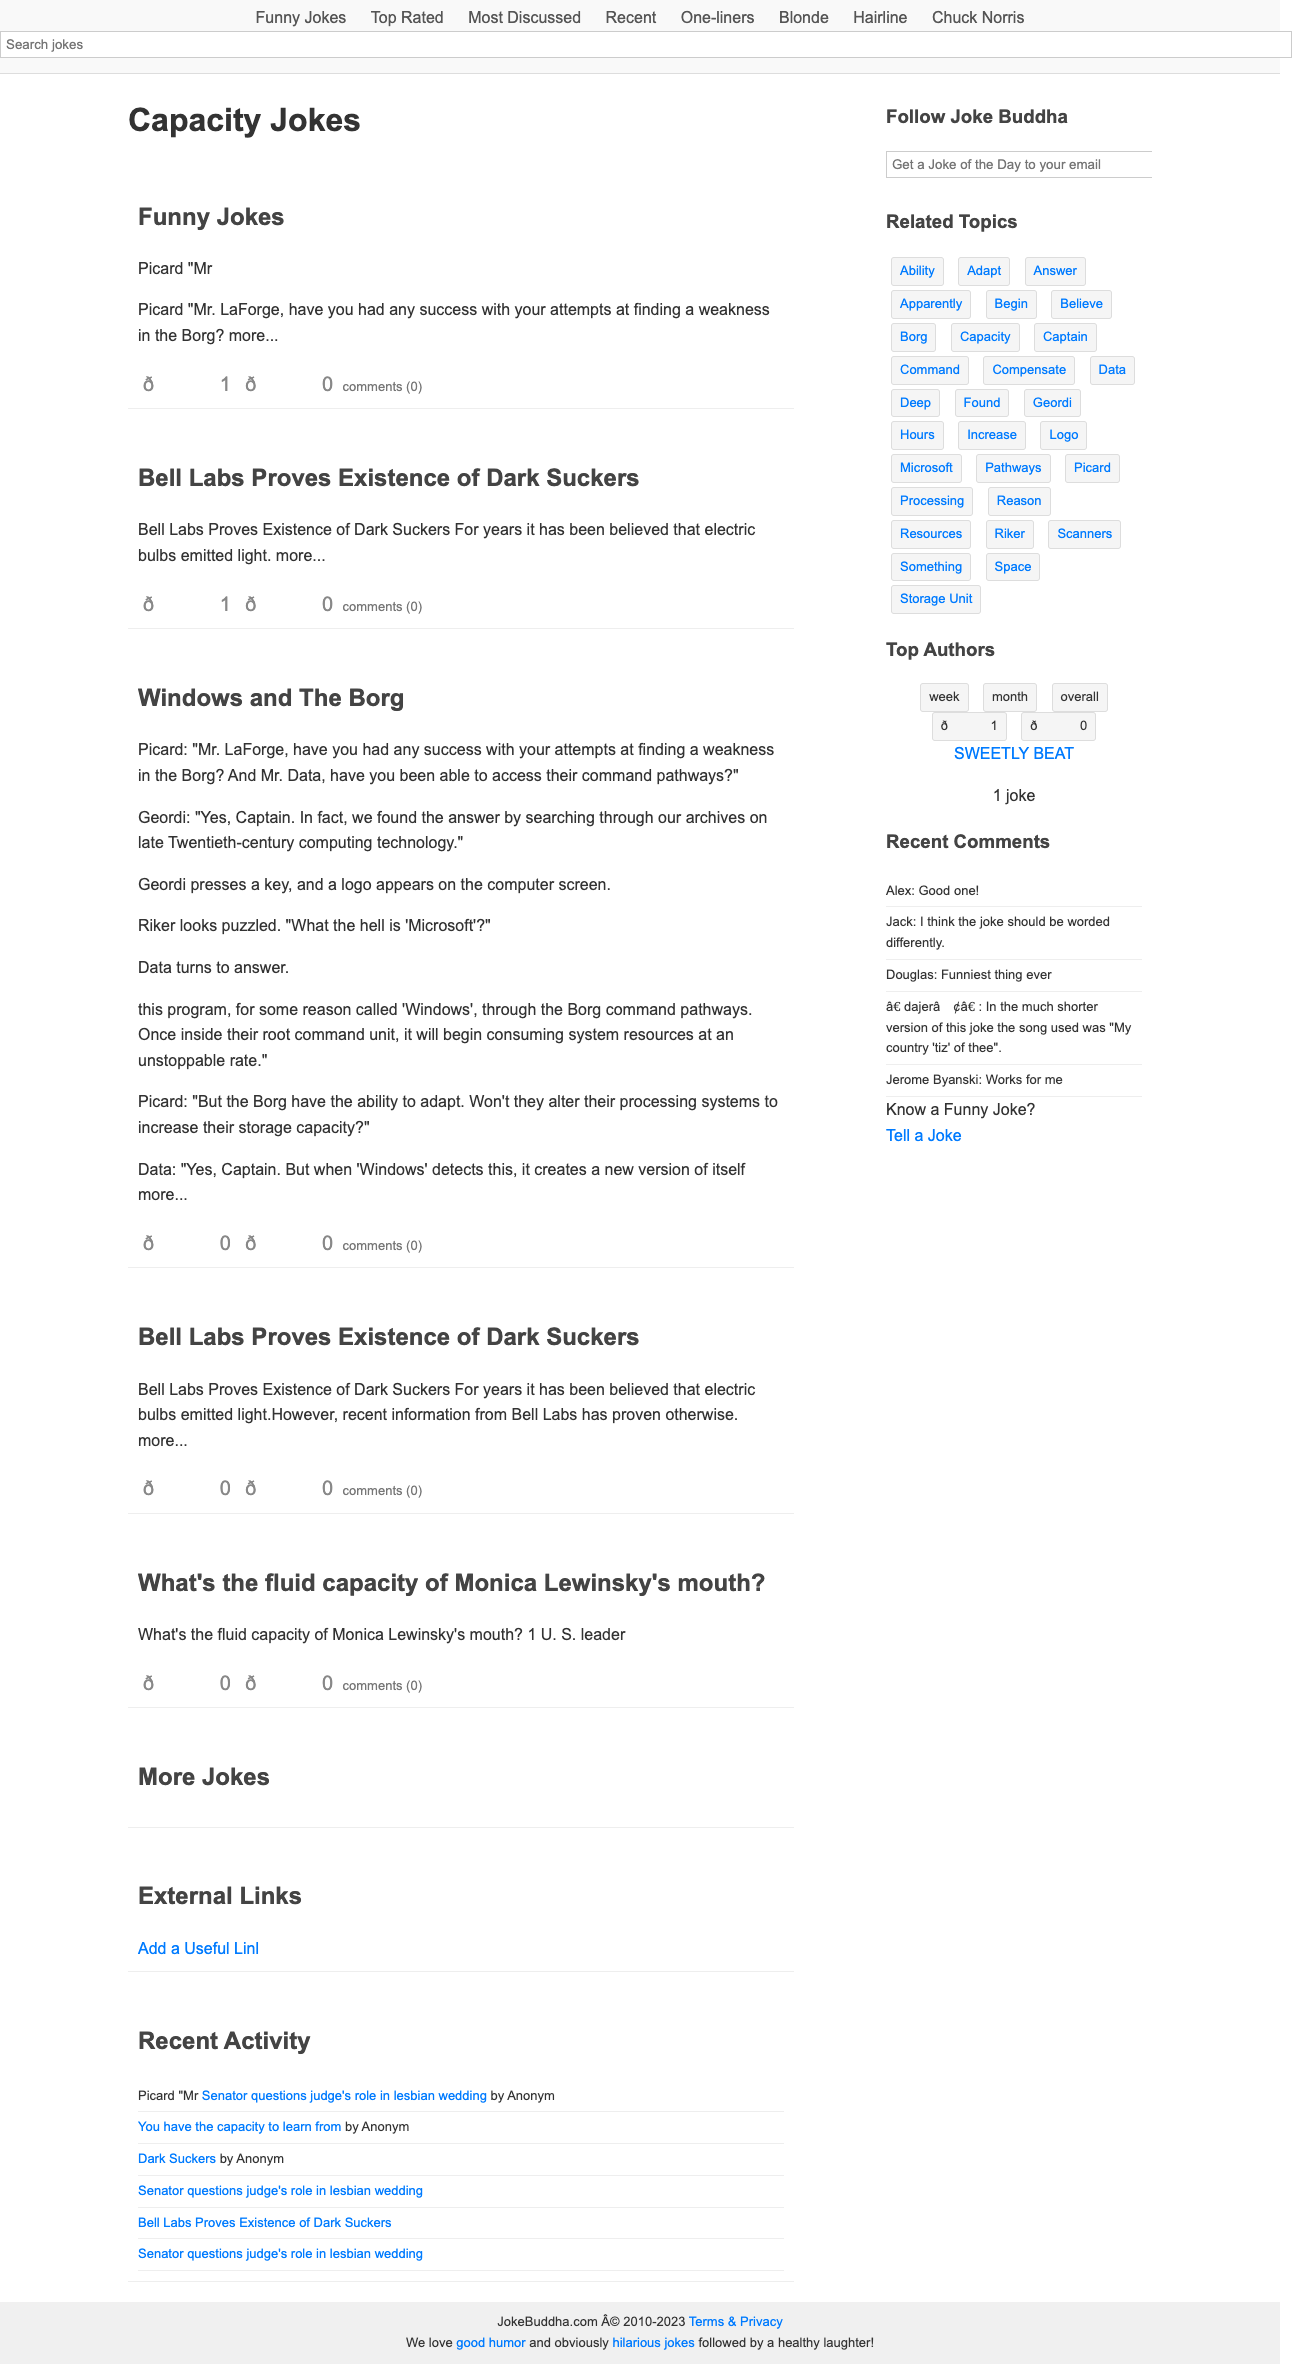 Funny Jokes Top Rated Most Discussed Recent One-liners Blonde Hairline Chuck Norris
Search jokes
Capacity Jokes
Funny Jokes
Picard "Mr
Picard "Mr. LaForge, have you had any success with your attempts at finding a weakness
in the Borg? more...
ð 1 ð 0 comments (0)
Bell Labs Proves Existence of Dark Suckers
Bell Labs Proves Existence of Dark Suckers For years it has been believed that electric
bulbs emitted light. more...
ð 1 ð 0 comments (0)
Windows and The Borg
Picard: "Mr. LaForge, have you had any success with your attempts at finding a weakness
in the Borg? And Mr. Data, have you been able to access their command pathways?"
Geordi: "Yes, Captain. In fact, we found the answer by searching through our archives on
late Twentieth-century computing technology."
Geordi presses a key, and a logo appears on the computer screen.
Riker looks puzzled. "What the hell is 'Microsoft'?"
Data turns to answer.
this program, for some reason called 'Windows', through the Borg command pathways.
Once inside their root command unit, it will begin consuming system resources at an
unstoppable rate."
Picard: "But the Borg have the ability to adapt. Won't they alter their processing systems to
increase their storage capacity?"
Data: "Yes, Captain. But when 'Windows' detects this, it creates a new version of itself
more...
ð 0 ð 0 comments (0)
Bell Labs Proves Existence of Dark Suckers
Bell Labs Proves Existence of Dark Suckers For years it has been believed that electric
bulbs emitted light.However, recent information from Bell Labs has proven otherwise.
more...
ð 0 ð 0 comments (0)
What's the fluid capacity of Monica Lewinsky's mouth?
What's the fluid capacity of Monica Lewinsky's mouth? 1 U. S. leader
ð 0 ð 0 comments (0)
More Jokes
External Links
Add a Useful Linl
Recent Activity
Picard "Mr Senator questions judge's role in lesbian wedding by Anonym
You have the capacity to learn from by Anonym
Dark Suckers by Anonym
Senator questions judge's role in lesbian wedding
Bell Labs Proves Existence of Dark Suckers
Senator questions judge's role in lesbian wedding
Follow Joke Buddha
Get a Joke of the Day to your email
Related Topics
Ability Adapt Answer
Apparently Begin Believe
Borg Capacity Captain
Command Compensate Data
Deep Found Geordi
Hours Increase Logo
Microsoft Pathways Picard
Processing Reason
Resources Riker Scanners
Something Space
Storage Unit
Top Authors
week month overall
ð 1 ð 0
SWEETLY BEAT
1 joke
Recent Comments
Alex: Good one!
Jack: I think the joke should be worded
differently.
Douglas: Funniest thing ever
â€ dajerâ ¢â€ : In the much shorter
version of this joke the song used was "My
country 'tiz' of thee".
Jerome Byanski: Works for me
Know a Funny Joke?
Tell a Joke
JokeBuddha.com Â© 2010-2023 Terms & Privacy
We love good humor and obviously hilarious jokes followed by a healthy laughter!